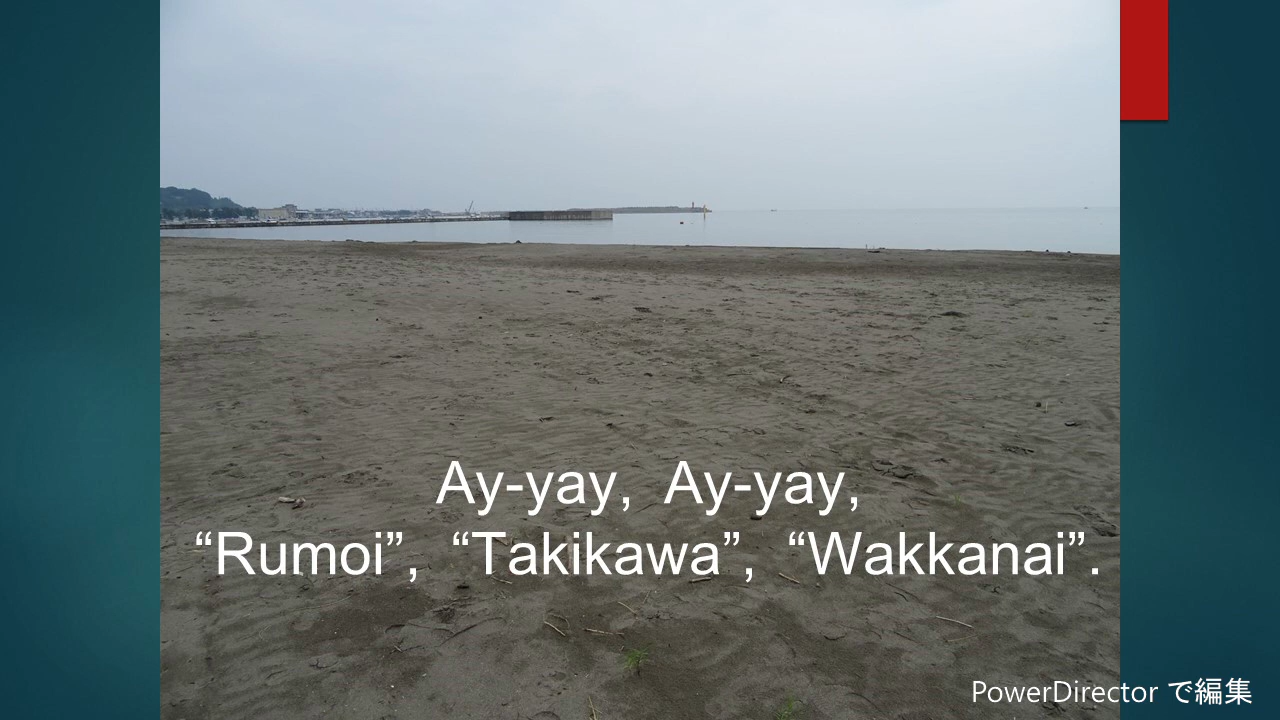 Ay-yay, Ay-yay,
“Rumoi”, “Takikawa”, “Wakkanai”.
PowerDirector で編集